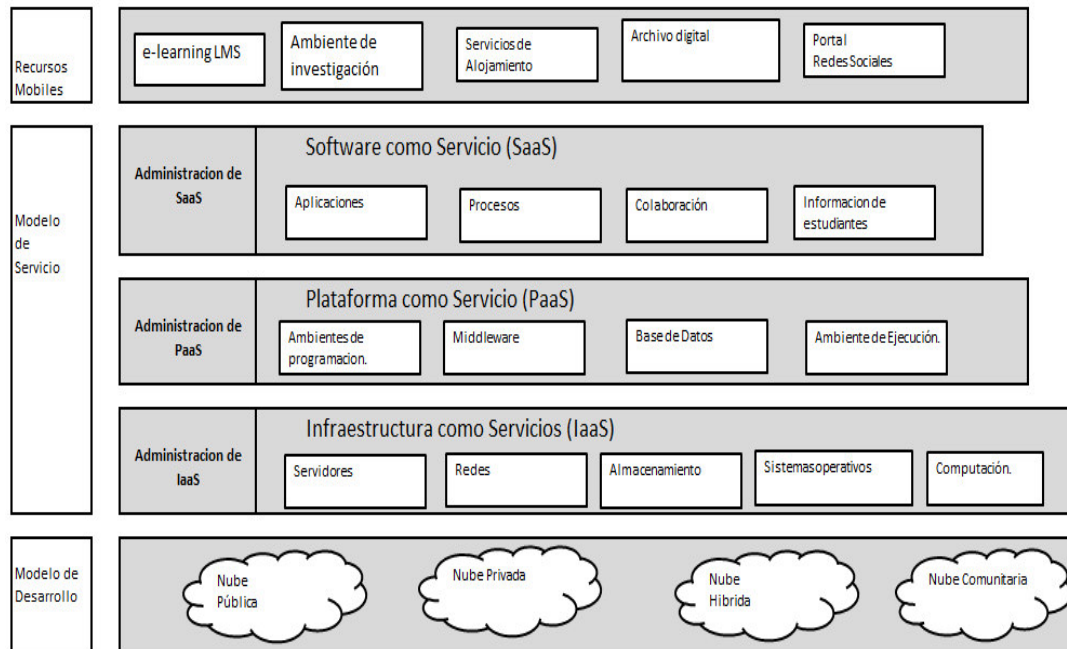 Recursos
Mobiles
e-learning LMS
Ambiente de
investigación
Servicios de
Alojamiento
Archivo digital
Portal
Redes Sociales
Modelo
de
Servicio
Administracion de
SaaS
Software como Servicio (SaaS)
Aplicaciones
Procesos
Colaboración
Informacion de
estudiantes
Administracion de
PaaS
Plataforma como Servicio (PaaS)
Ambientes de
programacion.
Middleware
Base de Datos
Ambiente de Ejecución.
Administracion de
IaaS
Infraestructura como Servicios (IaaS)
Servidores
Redes
Almacenamiento
Sistemas operativos
Computación.
Modelo de
Desarrollo
Nube
Pública
Nube Privada
Nube
Hibrida
Nube Comunitaria